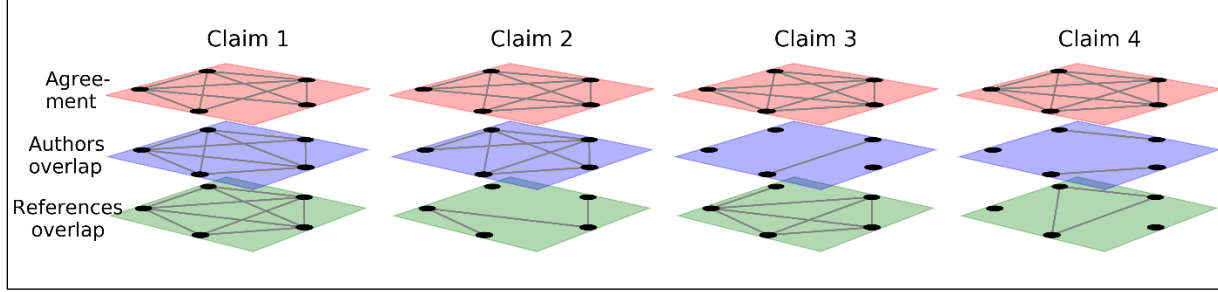 Claim 1 Claim 2 Claim 3 Claim 4
Agree-
ment
Authors
overlap
References
overlap